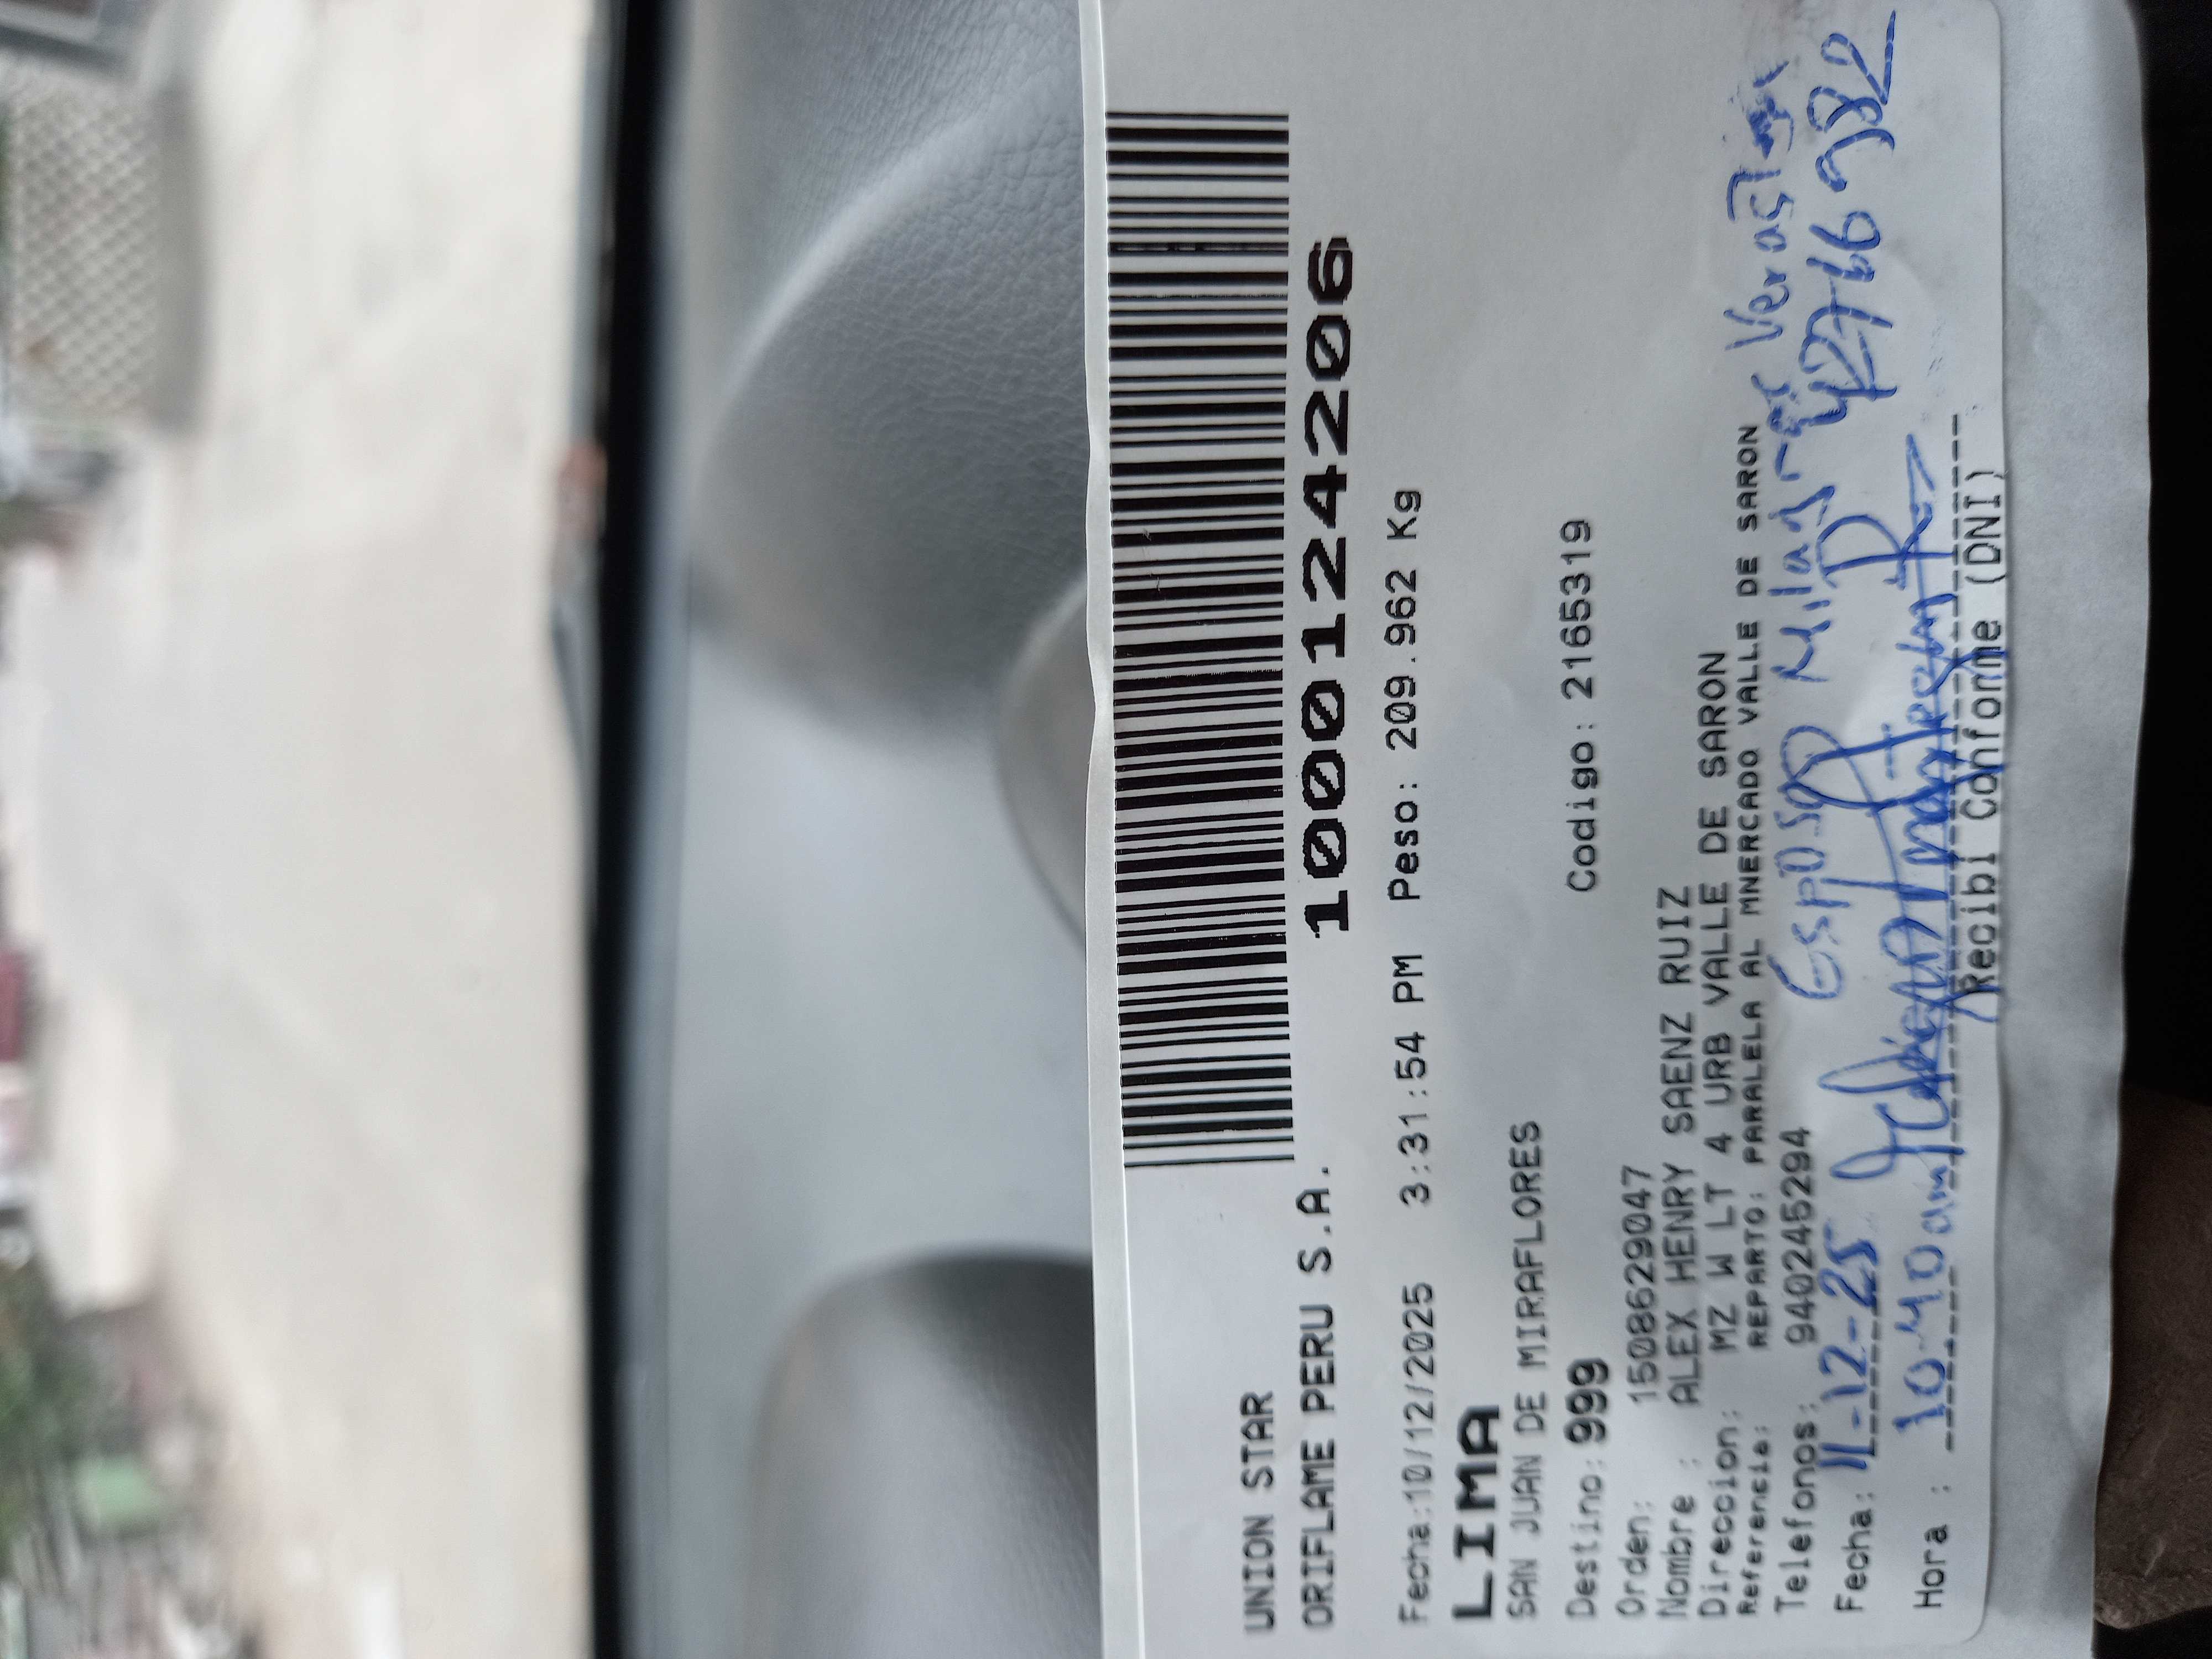 UNION STAR
ORIFLAME PERU S.A.
1000124206
Fecha:10/12/2025 3:31:54 PM Peso: 209.962 Kg
LIMA
SAN JUAN DE MIRAFLORES
Destino: 999 Codigo: 2165319
Orden: 1508629047
Nombre : ALEX HENRY SAENZ RUIZ
Direccion: MZ W LT 4 URB VALLE DE SARON
Referencia: REPARTO: PARALELA AL MNERCADO VALLE DE SARON
Telefonos: 940245294
Esposa Milagros
Fecha: 11-12-25
Hora : 10:40am
Recibi Conforme (DNI)